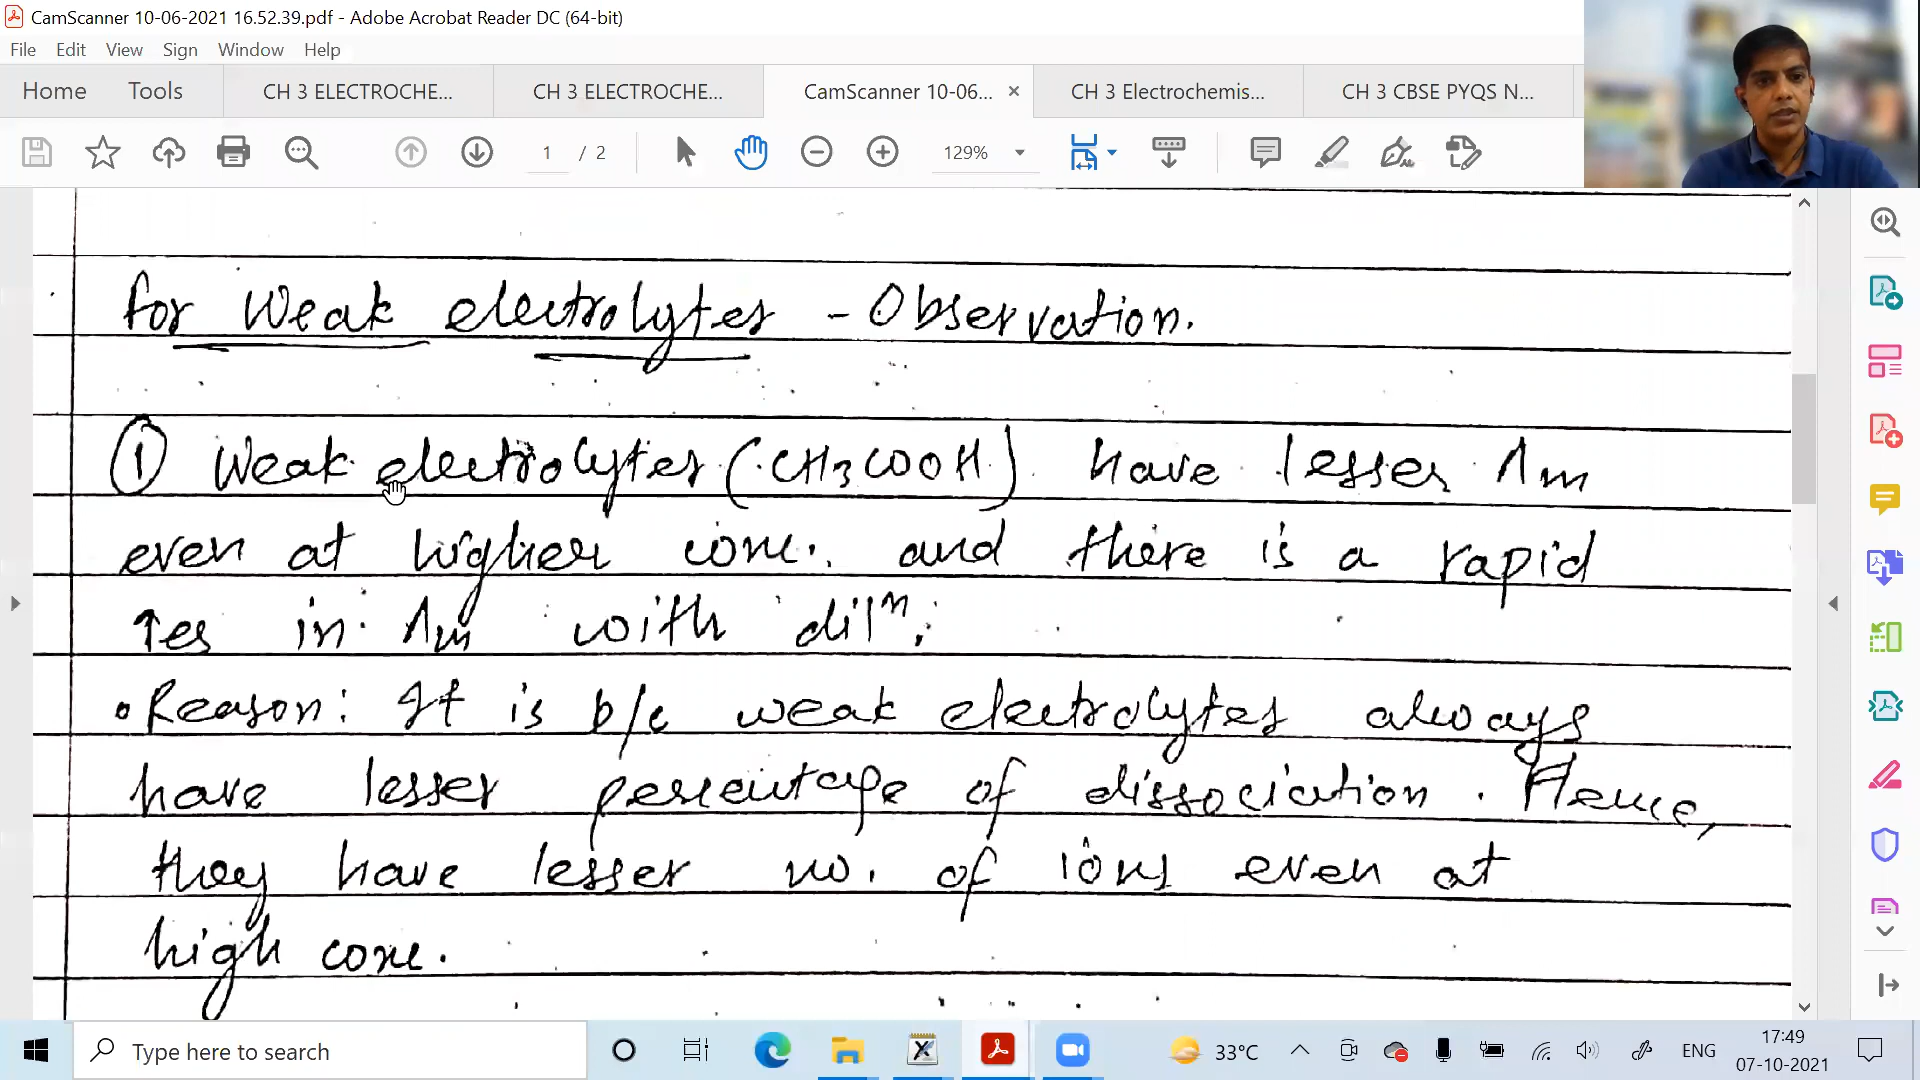 CamScanner 10-06-2021 16.52.39.pdf - Adobe Acrobat Reader DC (64-bit)
File Edit View Sign Window Help
Home Tools CH 3 ELECTROCHE... CH 3 ELECTROCHE... CamScanner 10-06... × CH 3 Electrochemis... CH 3 CBSE PYQS N...
1 / 2 129%
For Weak electrolytes - Observation.
① Weak electrolytes (CH3COOH) have lesser Λm
even at higher conc. and there is a rapid
↑es in Λm with dilⁿ.
• Reason: It is b/c weak electrolytes always
have lesser percentage of dissociation. Hence,
they have lesser no. of ions even at
high conc.
Type here to search 33°C ENG 17:49
07-10-2021